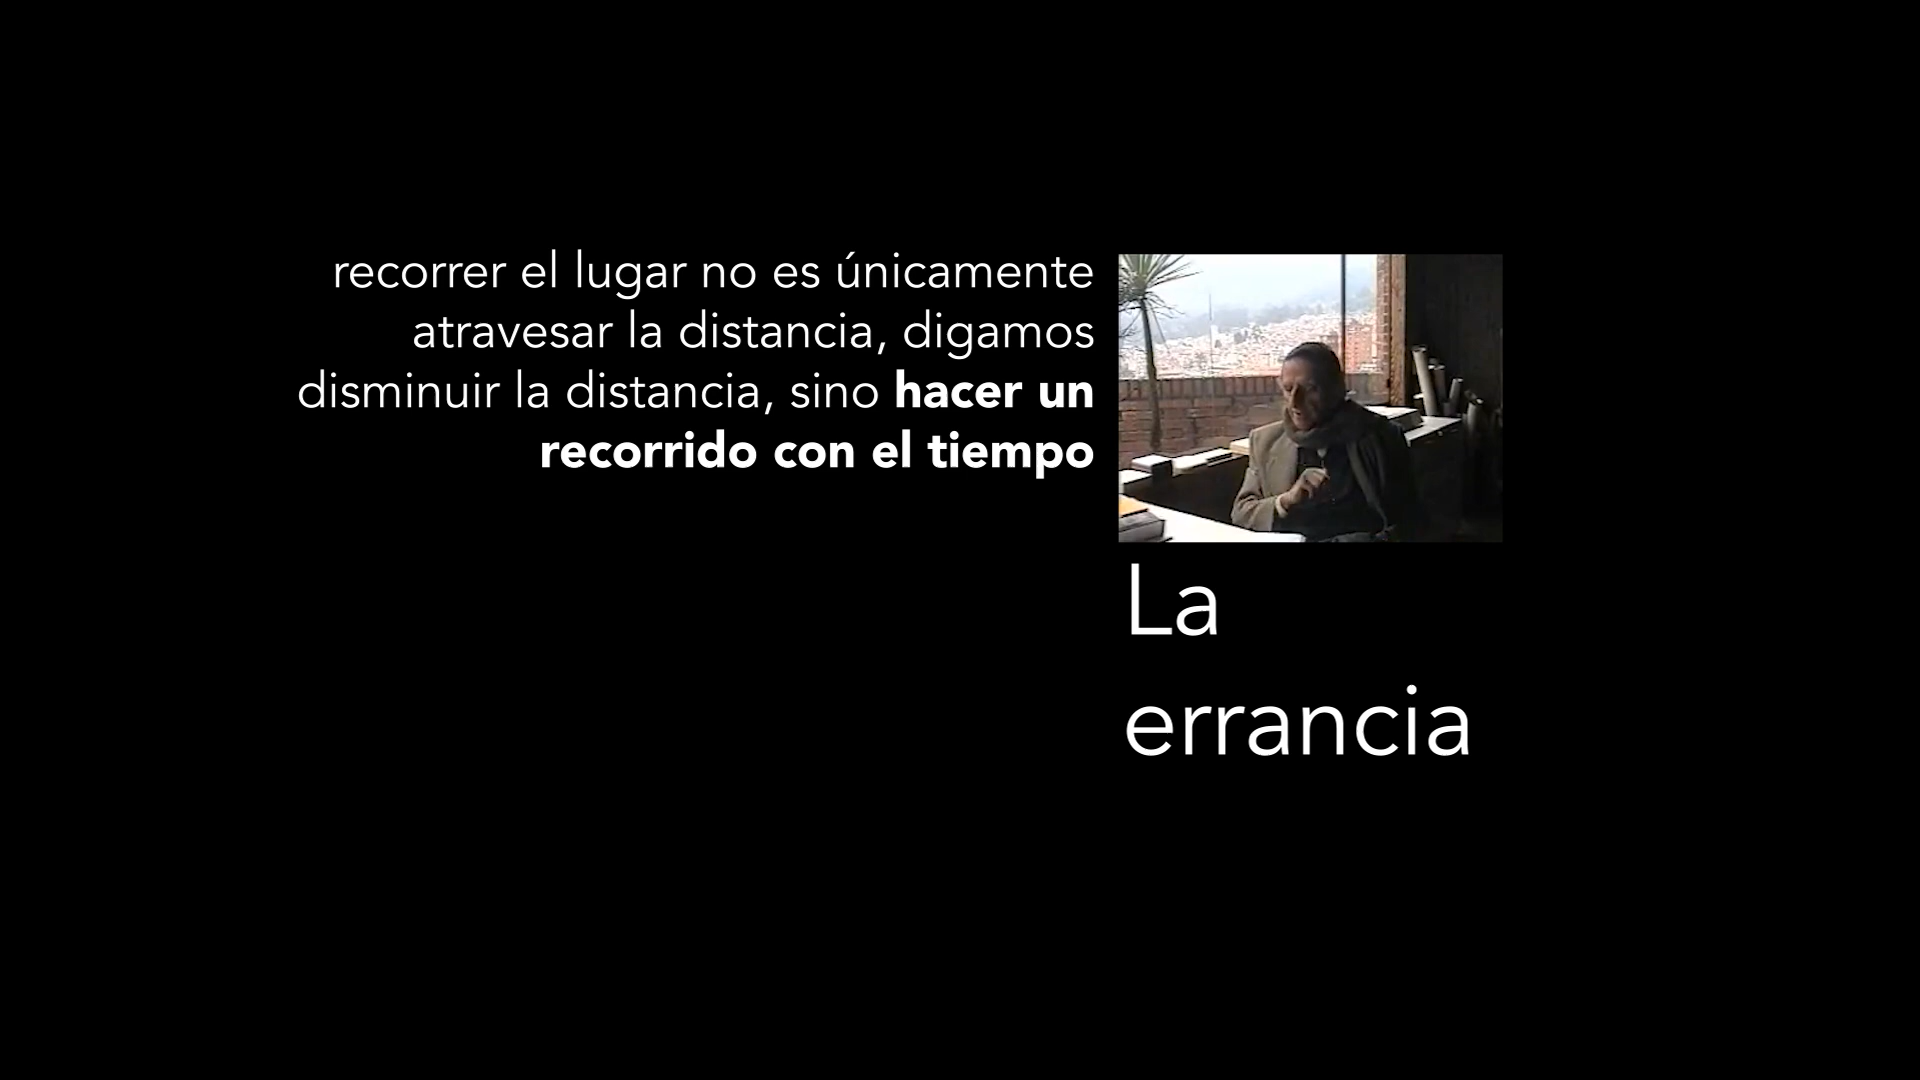 recorrer el lugar no es únicamente
atravesar la distancia, digamos
disminuir la distancia, sino hacer un
recorrido con el tiempo
La
errancia